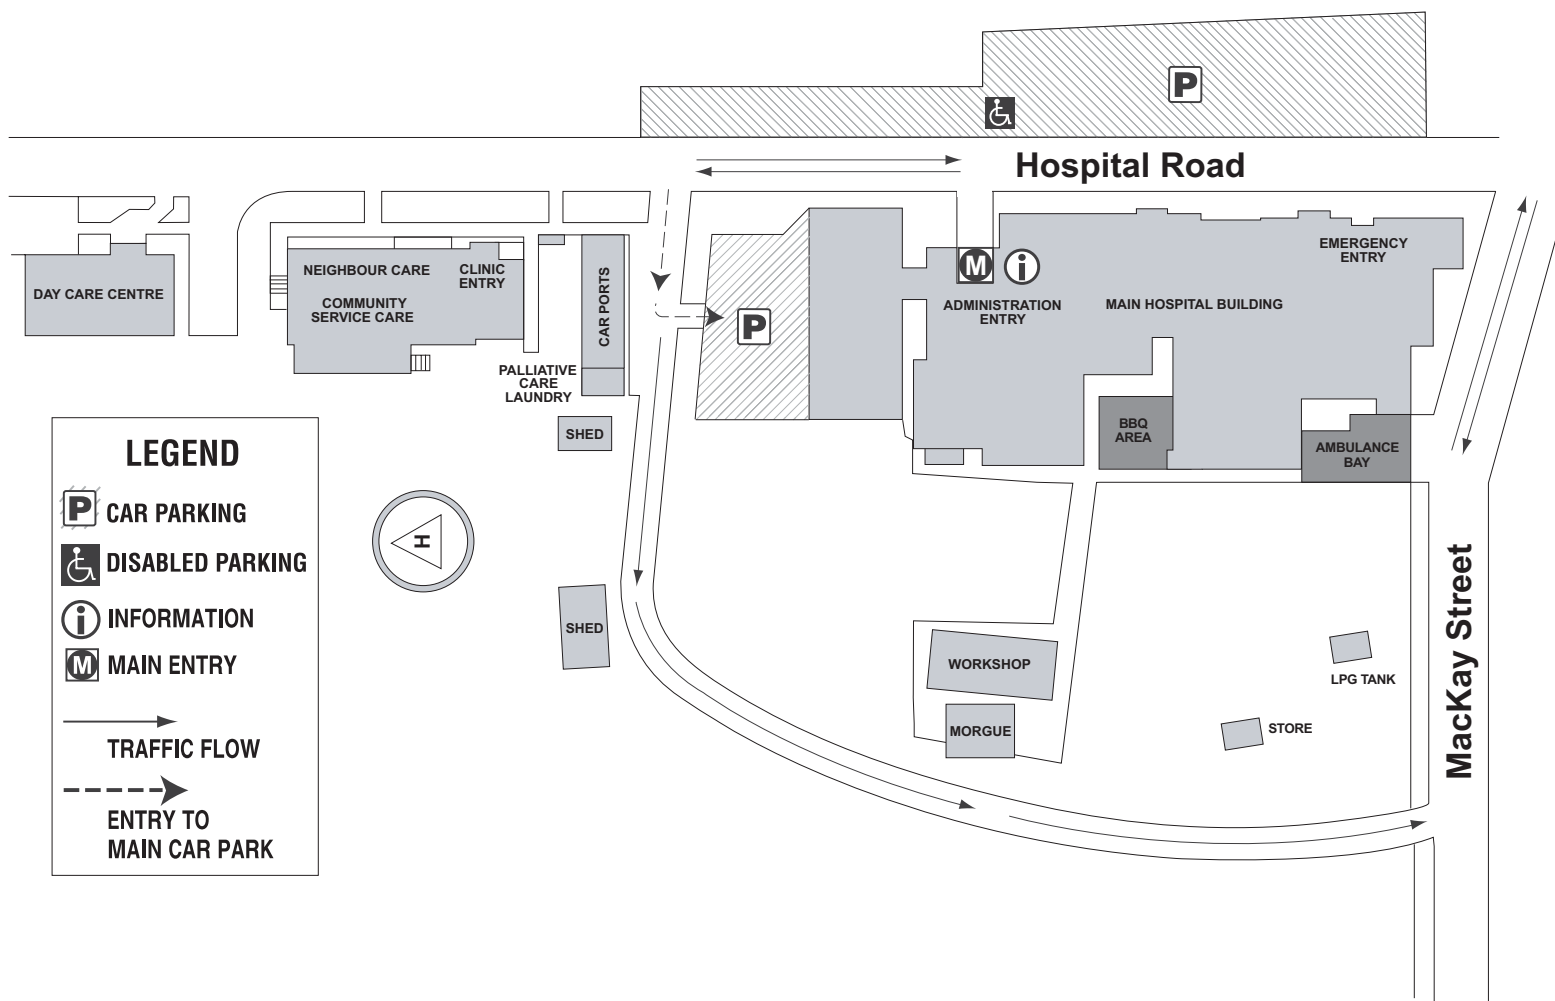 P
Hospital Road
DAY CARE CENTRE
NEIGHBOUR CARE
COMMUNITY
SERVICE CARE
CLINIC
ENTRY
CAR PORTS
PALLIATIVE
CARE
LAUNDRY
P
M
i
ADMINISTRATION
ENTRY
MAIN HOSPITAL BUILDING
EMERGENCY
ENTRY
BBQ
AREA
AMBULANCE
BAY
SHED
H
SHED
WORKSHOP
MORGUE
LPG TANK
STORE
MacKay Street
LEGEND
P CAR PARKING
DISABLED PARKING
i INFORMATION
M MAIN ENTRY
TRAFFIC FLOW
ENTRY TO
MAIN CAR PARK